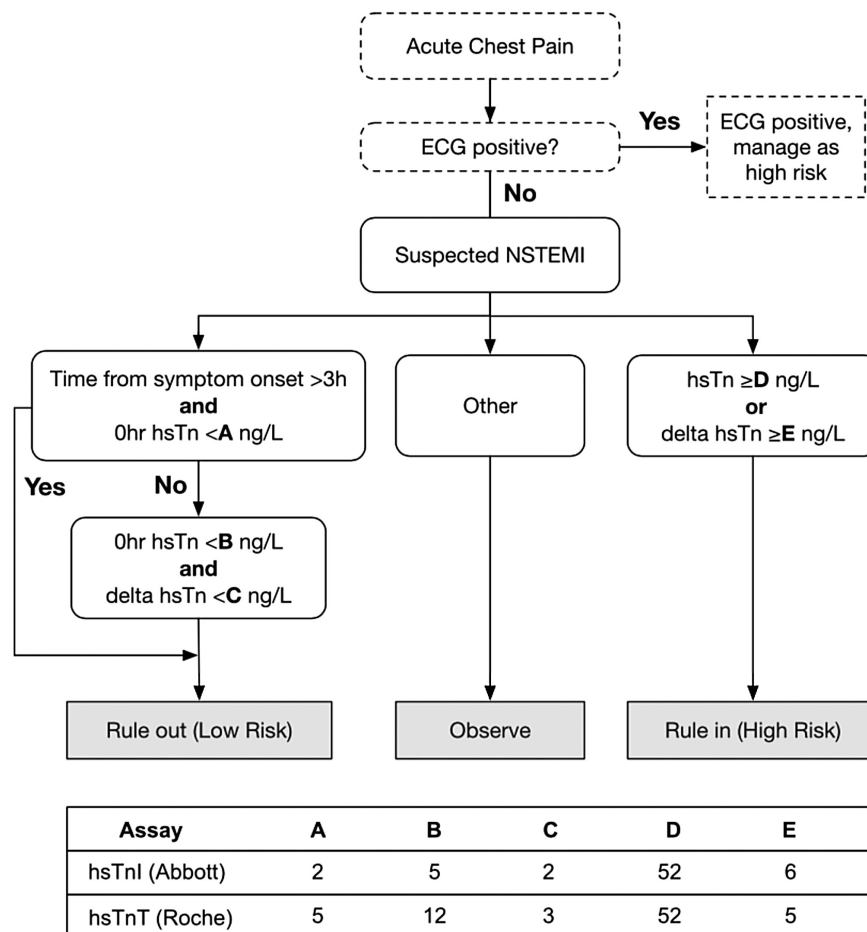 Acute Chest Pain
ECG positive?
Yes
ECG positive,
manage as
high risk
No
Suspected NSTEMI
Time from symptom onset >3h
and
0hr hsTn <A ng/L
Other
hsTn ≥D ng/L
or
delta hsTn ≥E ng/L
Yes
No
0hr hsTn <B ng/L
and
delta hsTn <C ng/L
Rule out (Low Risk)
Observe
Rule in (High Risk)
Assay A B C D E
hsTnI (Abbott) 2 5 2 52 6
hsTnT (Roche) 5 12 3 52 5